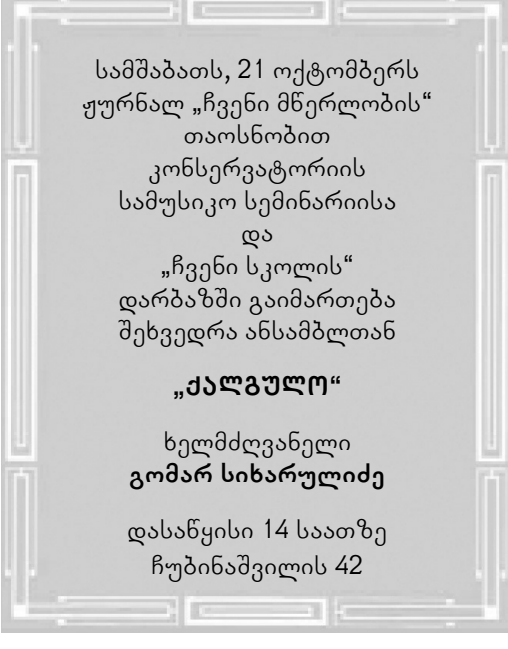 სამშაბათს, 21 ოქტომბერს
ჟურნალ „ჩვენი მწერლობის“
თაოსნობით
კონსერვატორიის
სამუსიკო სემინარიისა
და
„ჩვენი სკოლის“
დარბაზში გაიმართება
შეხვედრა ანსამბლთან
„ქალგულო“
ხელმძღვანელი
გომარ სიხარულიძე
დასაწყისი 14 საათზე
ჩუბინაშვილის 42